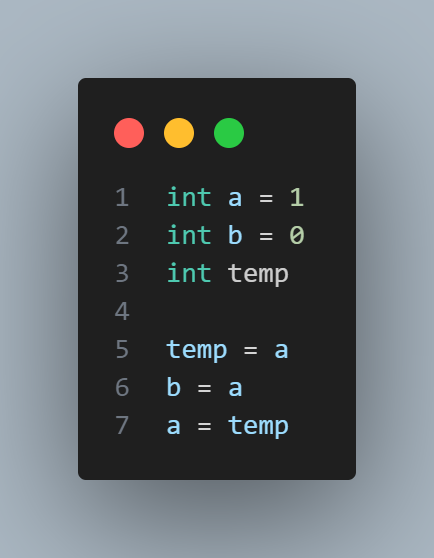 1 int a = 1
2 int b = 0
3 int temp
4
5 temp = a
6 b = a
7 a = temp